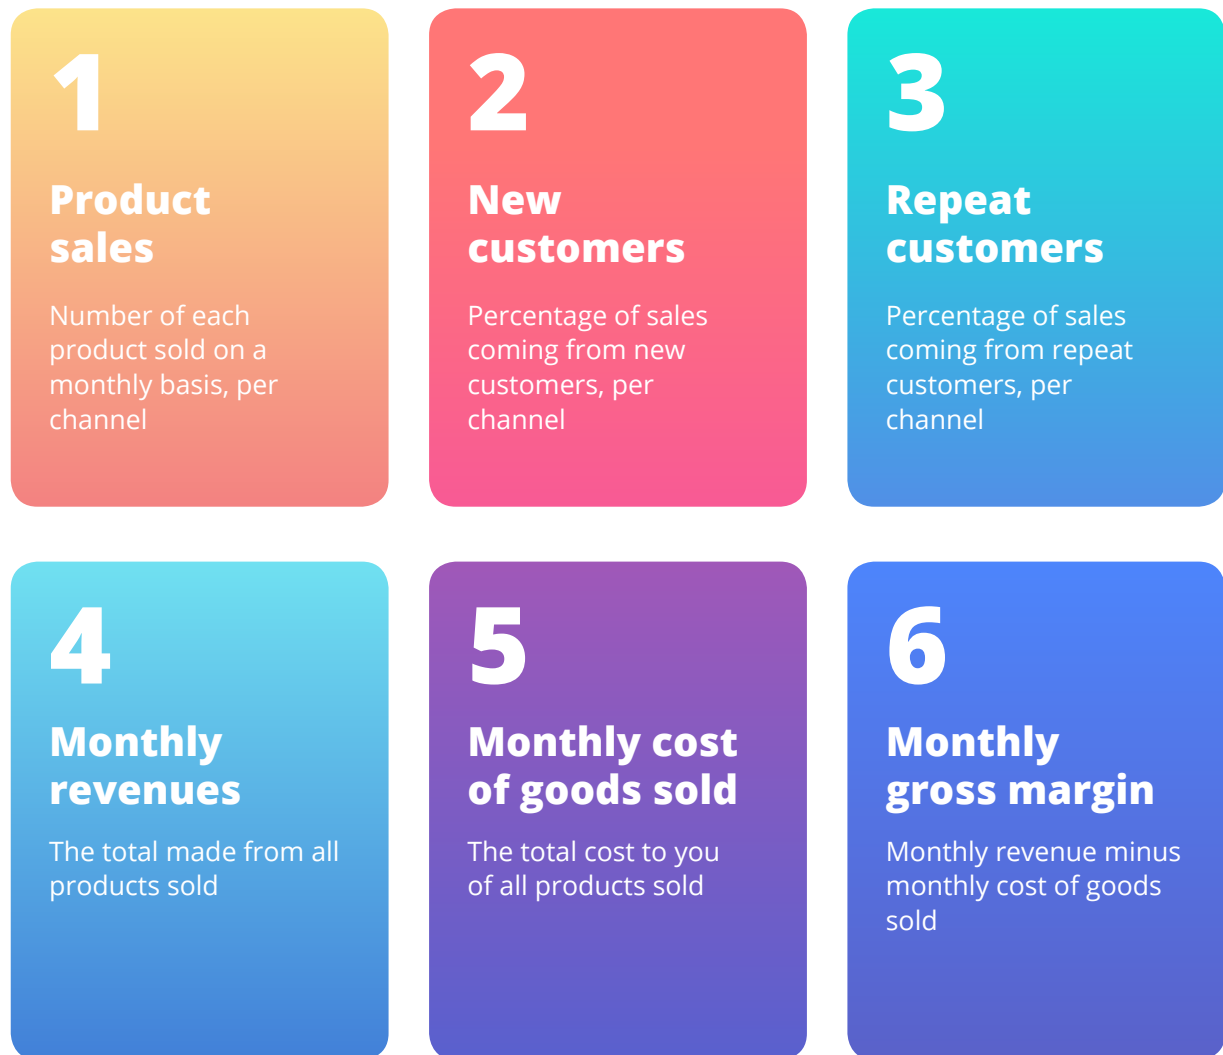 1
Product
sales
Number of each
product sold on a
monthly basis, per
channel
2
New
customers
Percentage of sales
coming from new
customers, per
channel
3
Repeat
customers
Percentage of sales
coming from repeat
customers, per
channel
4
Monthly
revenues
The total made from all
products sold
5
Monthly cost
of goods sold
The total cost to you
of all products sold
6
Monthly
gross margin
Monthly revenue minus
monthly cost of goods
sold